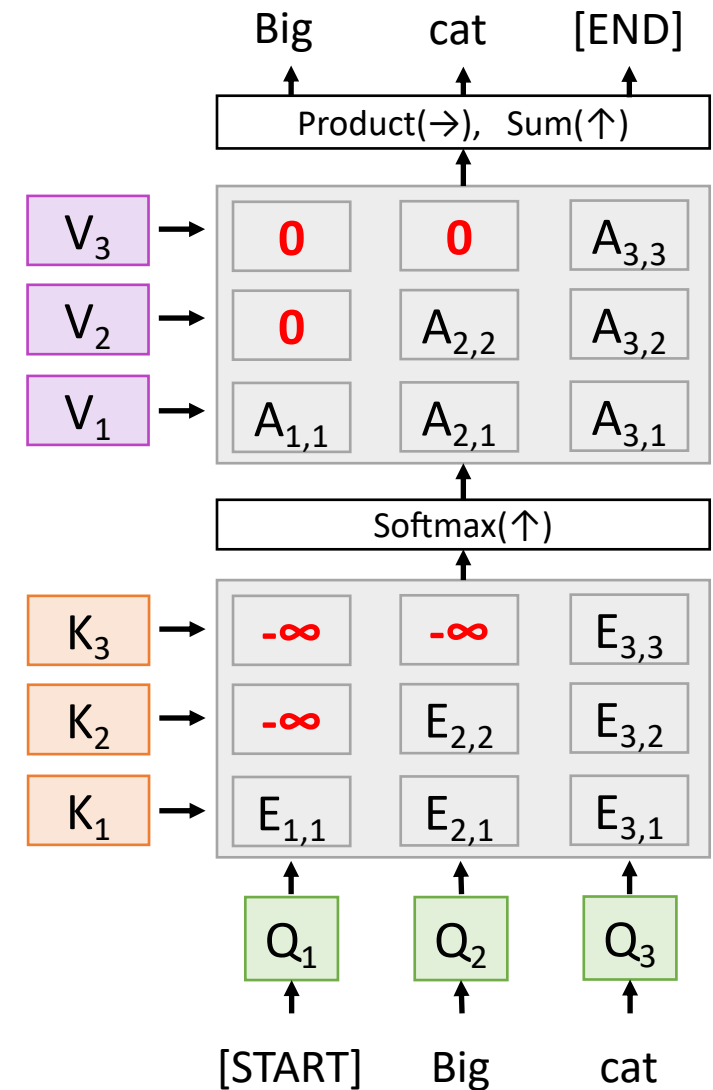 Big cat [END]
Product(→), Sum(↑)
V3 0 0 A3,3
V2 0 A2,2 A3,2
V1 A1,1 A2,1 A3,1
Softmax(↑)
K3 -∞ -∞ E3,3
K2 -∞ E2,2 E3,2
K1 E1,1 E2,1 E3,1
Q1 Q2 Q3
[START] Big cat